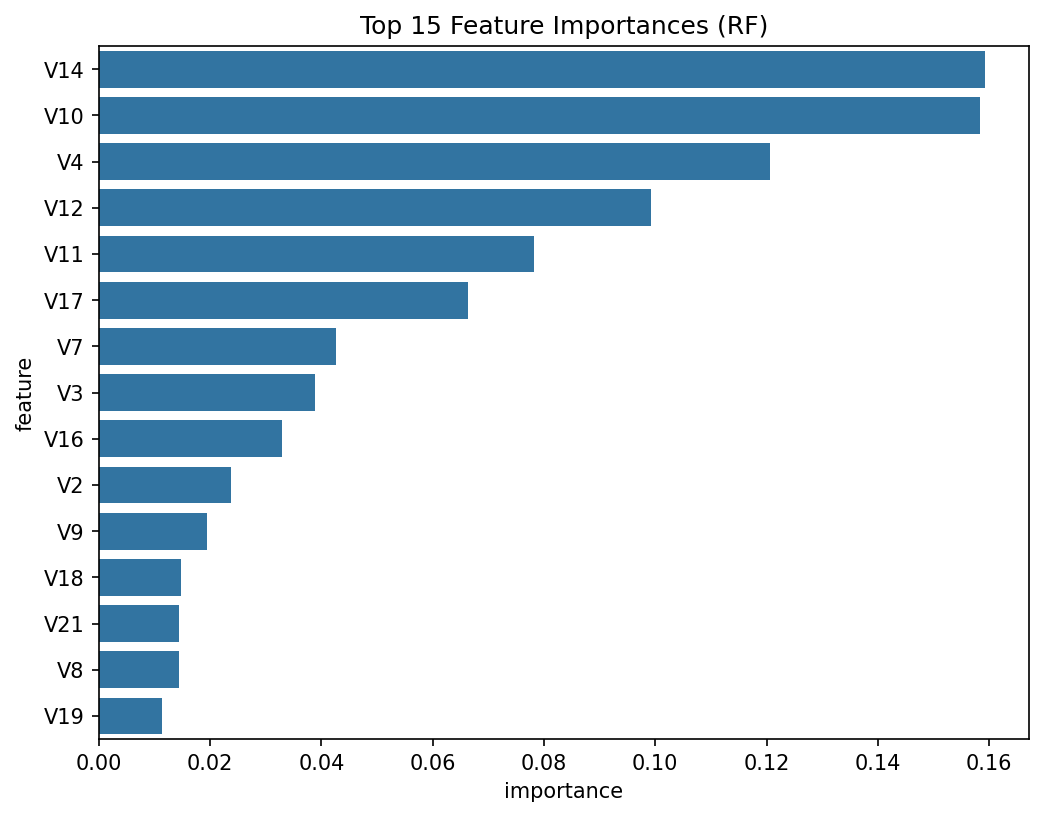 Top 15 Feature Importances (RF)
V14
V10
V4
V12
V11
V17
V7
V3
V16
V2
V9
V18
V21
V8
V19
feature
0.00 0.02 0.04 0.06 0.08 0.10 0.12 0.14 0.16
importance